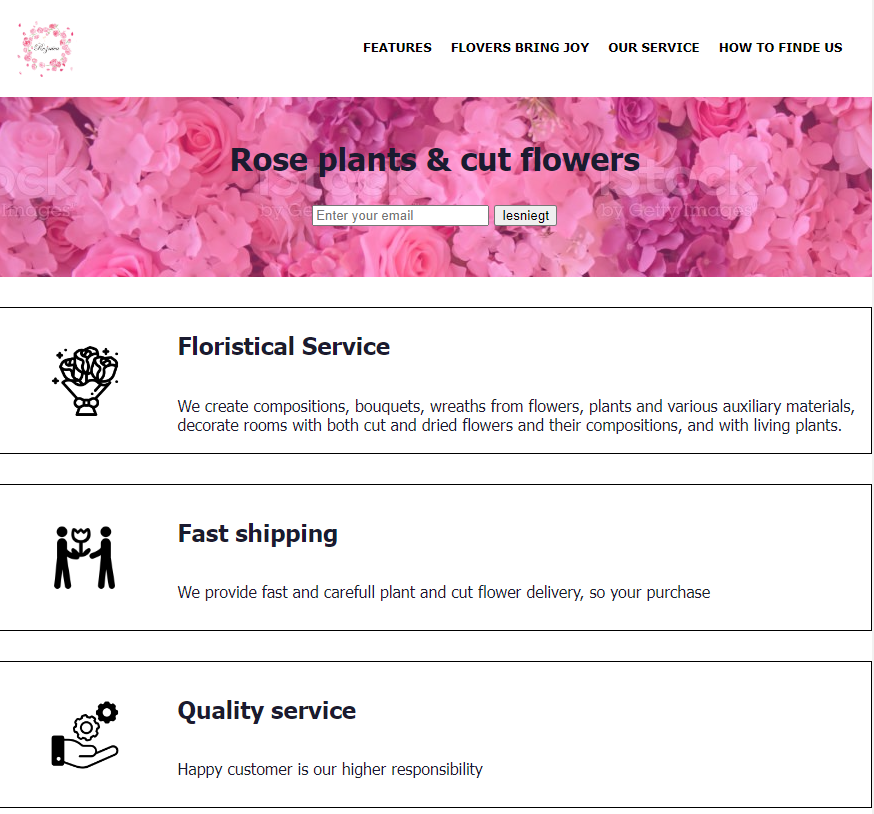 FEATURES FLOVERS BRING JOY OUR SERVICE HOW TO FINDE US
Rose plants & cut flowers
Enter your email lesniegt
iStock
by Getty Images
Floristical Service
We create compositions, bouquets, wreaths from flowers, plants and various auxiliary materials,
decorate rooms with both cut and dried flowers and their compositions, and with living plants.
Fast shipping
We provide fast and carefull plant and cut flower delivery, so your purchase
Quality service
Happy customer is our higher responsibility